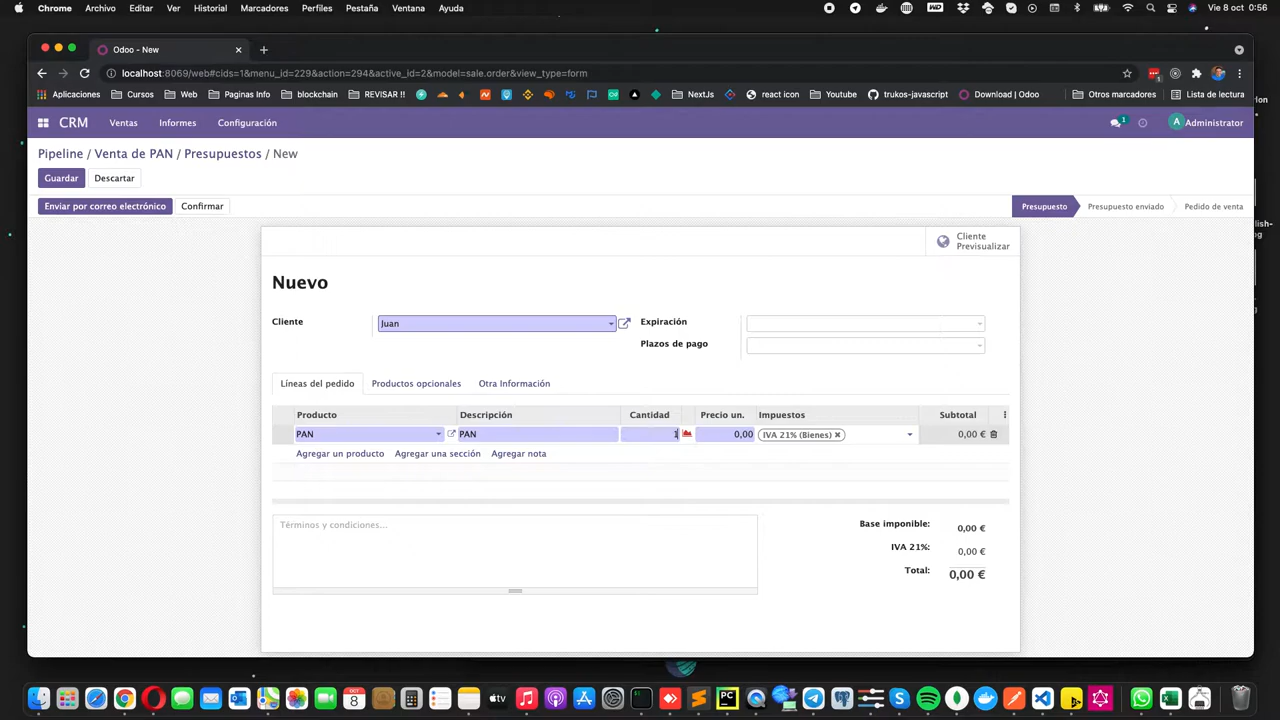 Chrome Archivo Editar Ver Historial Marcadores Perfiles Pestaña Ventana Ayuda Vie 8 oct 0:56
Odoo - New
localhost:8069/web#cids=1&menu_id=229&action=294&active_id=2&model=sale.order&view_type=form
Aplicaciones Cursos Web Paginas Info blockchain REVISAR !! NextJs react icon Youtube trukos-javascript Download | Odoo Otros marcadores Lista de lectura
CRM Ventas Informes Configuración 1 A Administrator
Pipeline / Venta de PAN / Presupuestos / New
Guardar Descartar
Enviar por correo electrónico Confirmar Presupuesto Presupuesto enviado Pedido de venta
Cliente
Previsualizar
Nuevo
Cliente Juan Expiración
Plazos de pago
Líneas del pedido Productos opcionales Otra Información
Producto Descripción Cantidad Precio un. Impuestos Subtotal
PAN PAN 1 0,00 IVA 21% (Bienes) 0,00 €
Agregar un producto Agregar una sección Agregar nota
Términos y condiciones...
Base imponible: 0,00 €
IVA 21%: 0,00 €
Total: 0,00 €